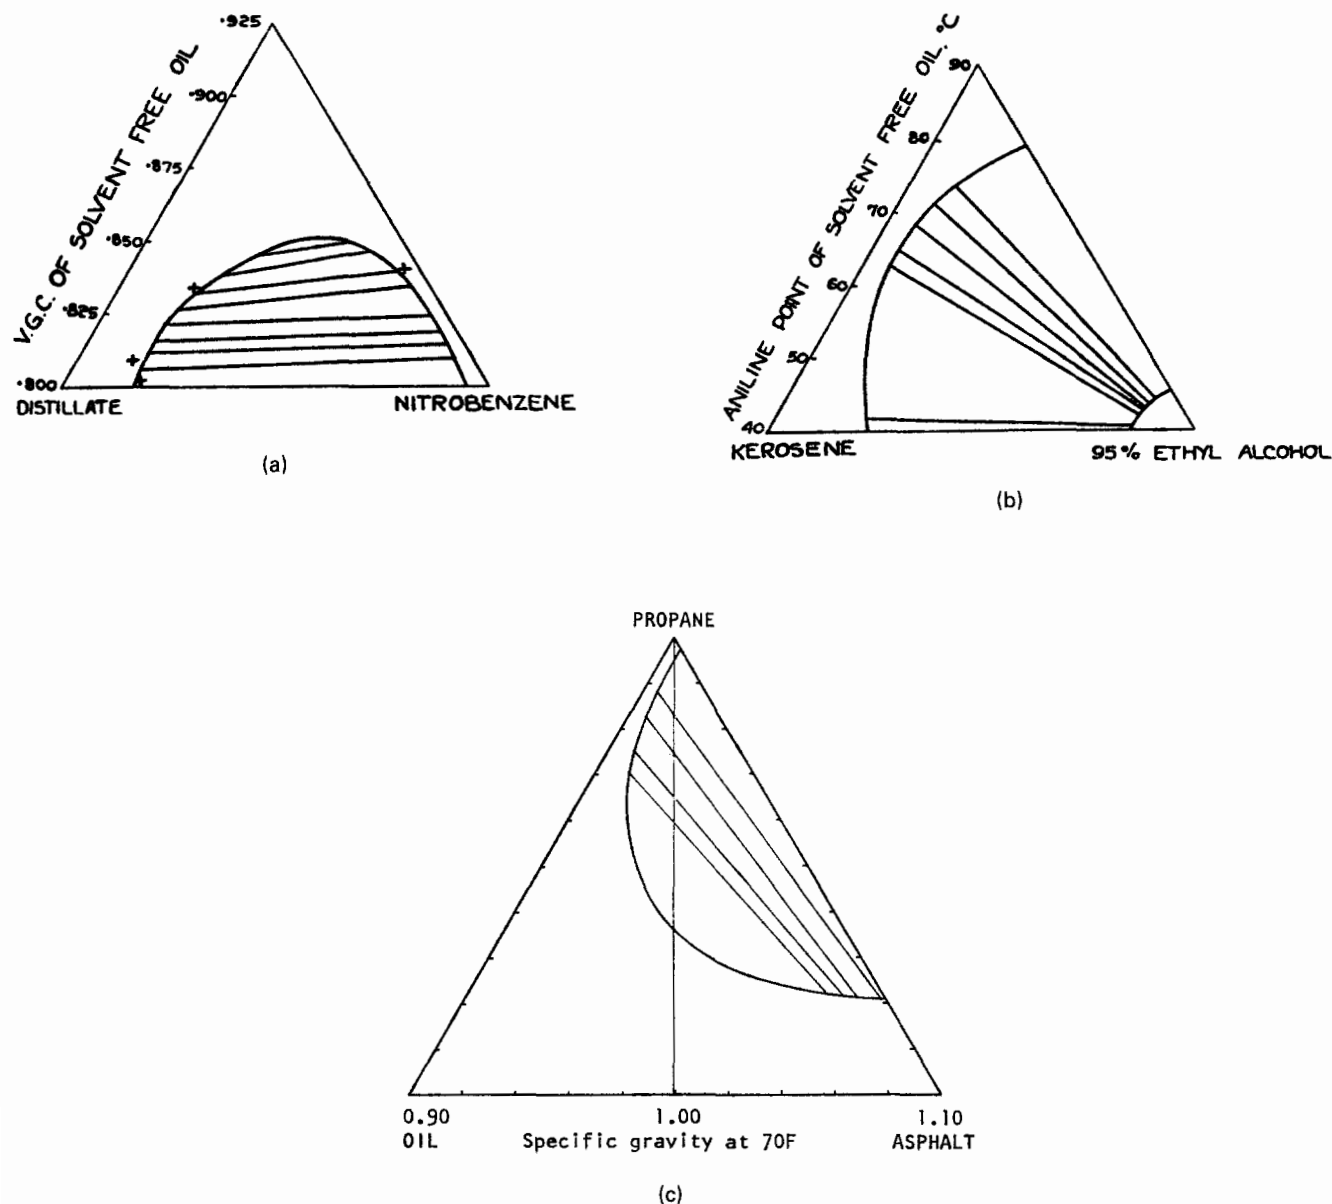 .925
.900
.875
.850
.825
.800
V.G.C. OF SOLVENT FREE OIL
DISTILLATE NITROBENZENE
(a)
90
80
70
60
50
40
ANILINE POINT OF SOLVENT FREE OIL. °C
KEROSENE 95% ETHYL ALCOHOL
(b)
PROPANE
0.90 1.00 1.10
OIL Specific gravity at 70F ASPHALT
(c)